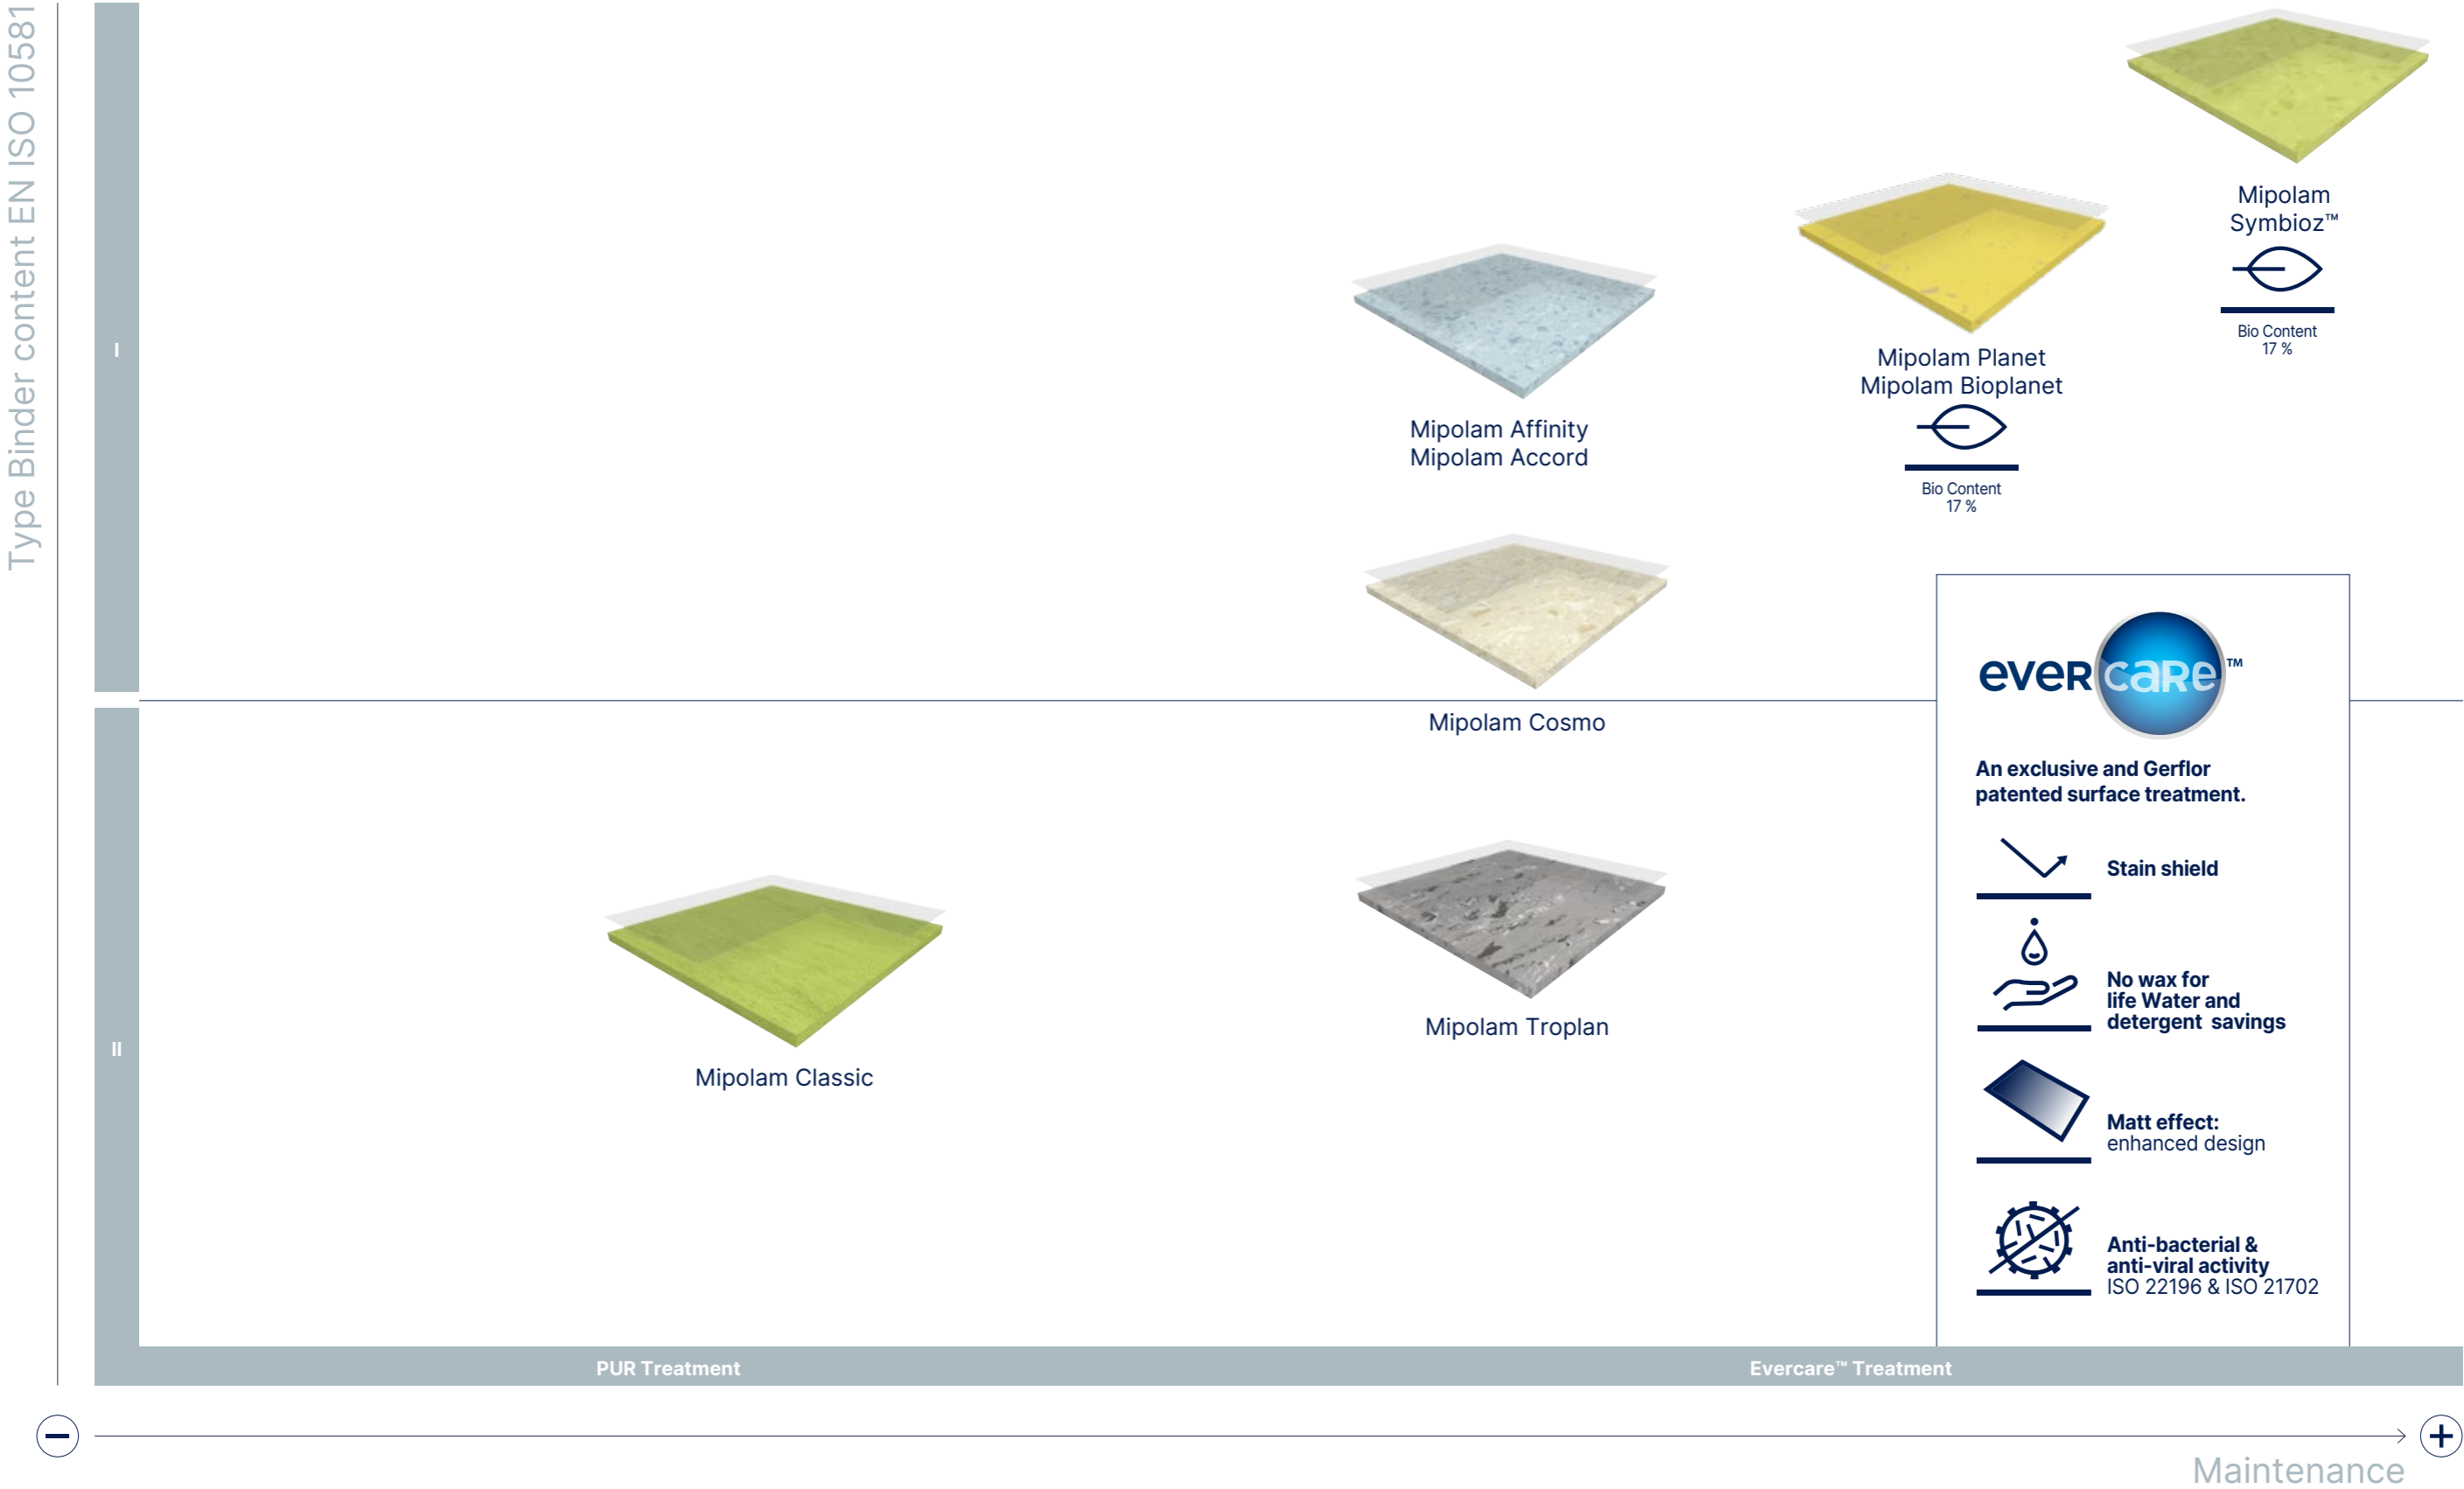 Type Binder content EN ISO 10581
I
Mipolam
Symbioz™
Bio Content
17 %
Mipolam Planet
Mipolam Bioplanet
Bio Content
17 %
Mipolam Affinity
Mipolam Accord
Mipolam Cosmo
II
Mipolam Classic
Mipolam Troplan
evercare™
An exclusive and Gerflor
patented surface treatment.
Stain shield
No wax for
life Water and
detergent savings
Matt effect:
enhanced design
Anti-bacterial &
anti-viral activity
ISO 22196 & ISO 21702
PUR Treatment
Evercare™ Treatment
Maintenance